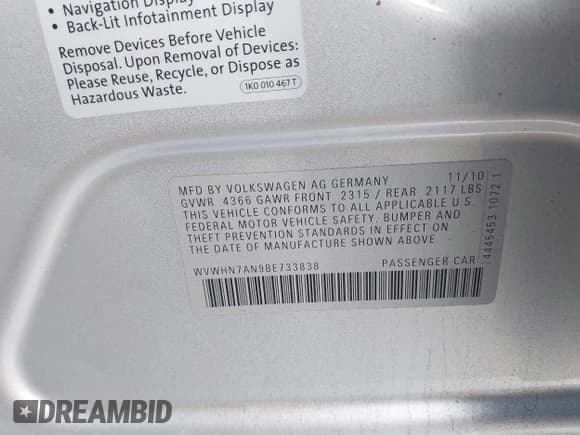 • Navigation Display
• Back-Lit Infotainment Display
Remove Devices Before Vehicle
Disposal. Upon Removal of Devices:
Please Reuse, Recycle, or Dispose as
Hazardous Waste.
1K0 010 467 T
MFD BY VOLKSWAGEN AG GERMANY 11/10
GVWR 4366 GAWR FRONT 2315 / REAR 2117 LBS
THIS VEHICLE CONFORMS TO ALL APPLICABLE U.S.
FEDERAL MOTOR VEHICLE SAFETY, BUMPER AND
THEFT PREVENTION STANDARDS IN EFFECT ON
THE DATE OF MANUFACTURE SHOWN ABOVE.
WVWHN7AN9BE733838 PASSENGER CAR
4445453 1072 1
DREAMBID